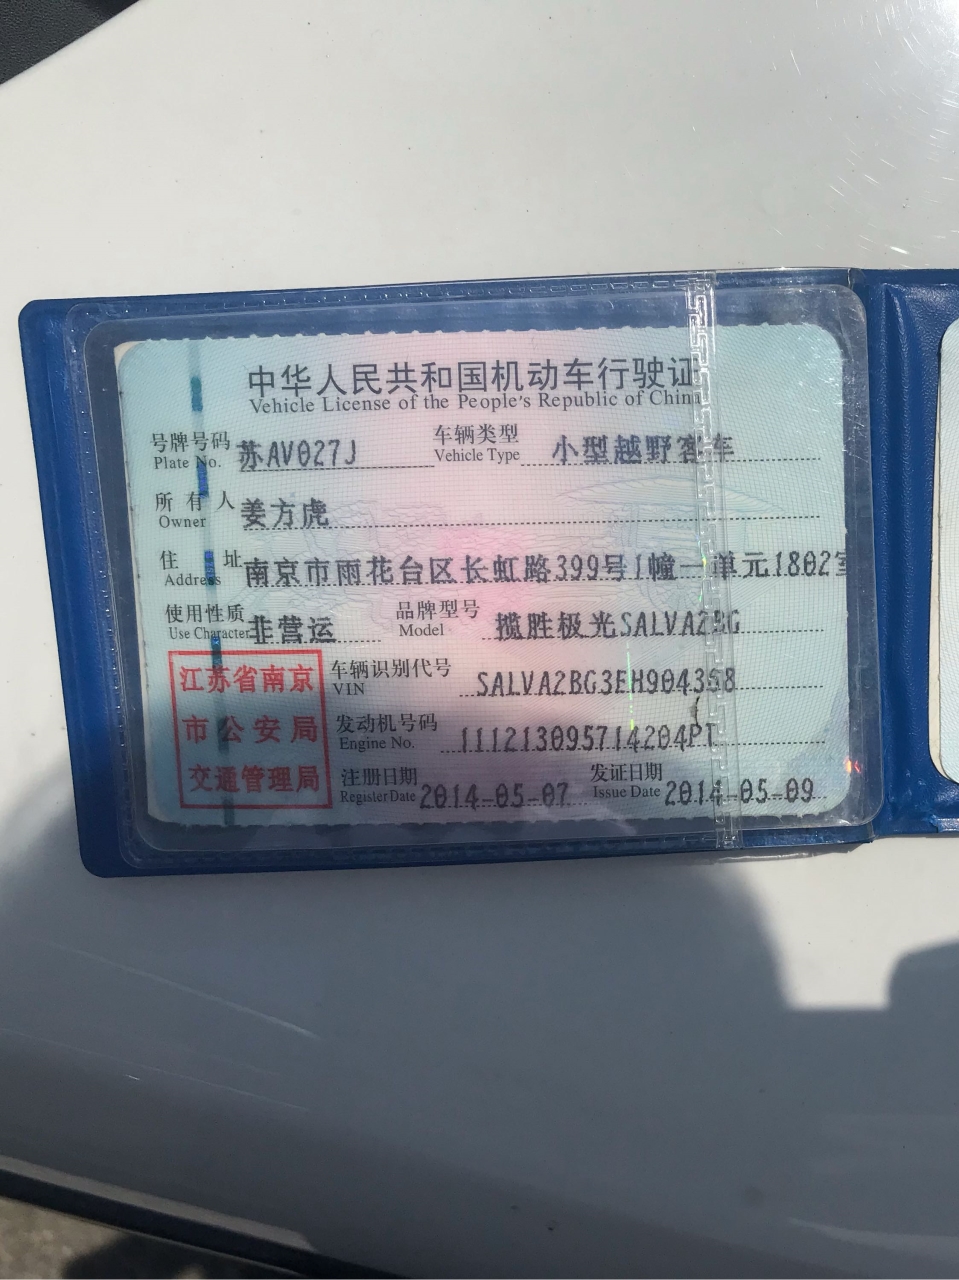 中华人民共和国机动车行驶证
Vehicle License of the People's Republic of China
号牌号码 苏AV027J 车辆类型 小型越野客车
Plate No. Vehicle Type
所有人 姜方虎
Owner
住址 南京市雨花台区长虹路399号1幢一单元1802室
Address
使用性质 非营运 品牌型号 揽胜极光SALVA2BG
Use Character Model
江苏省南京
市公安局
交通管理局
车辆识别代号 SALVA2BG3EH904358
VIN
发动机号码 111213095714204PT
Engine No.
注册日期 2014-05-07 发证日期 2014-05-09
Register Date Issue Date